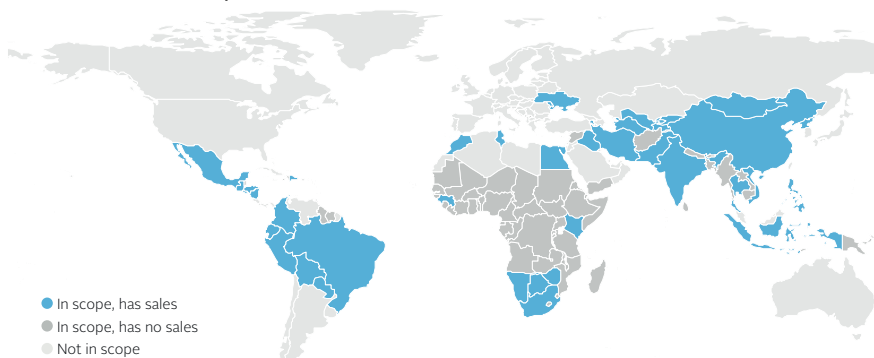 In scope, has sales
In scope, has no sales
Not in scope